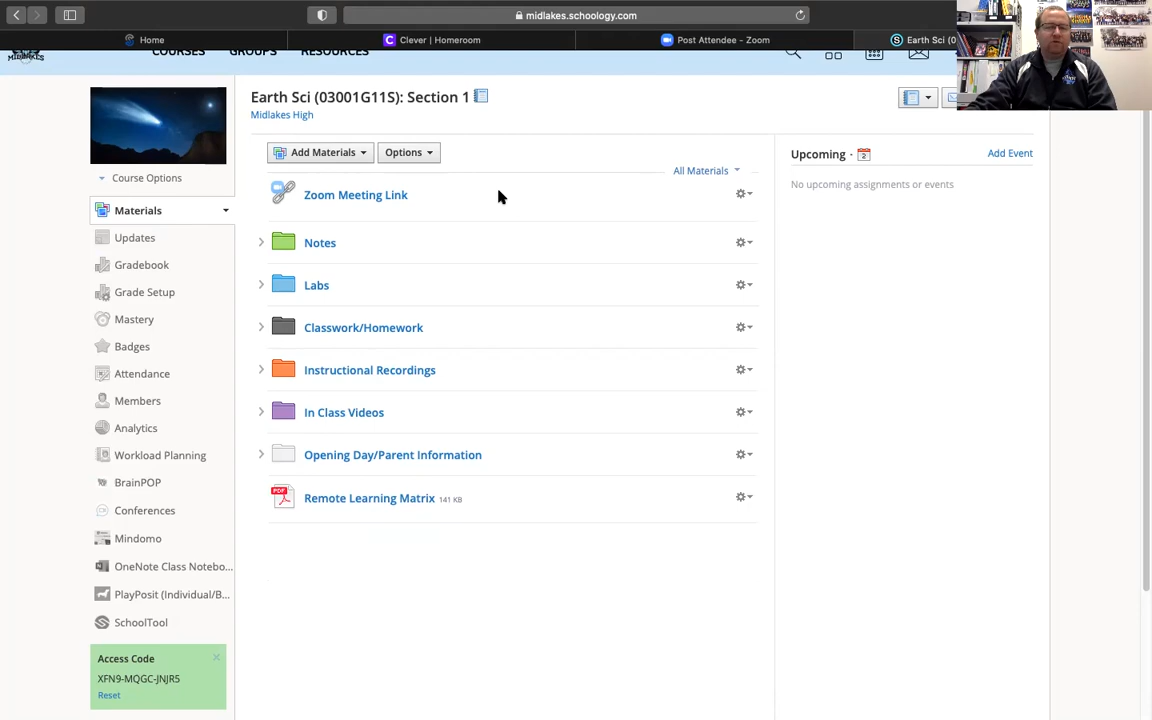 midlakes.schoology.com
Home
Clever | Homeroom
Post Attendee - Zoom
Earth Sci (0
MIDLAKES
COURSES
GROUPS
RESOURCES
Earth Sci (03001G11S): Section 1
Midlakes High
Add Materials
Options
All Materials
Upcoming ·
2
Add Event
No upcoming assignments or events
Course Options
Materials
Updates
Gradebook
Grade Setup
Mastery
Badges
Attendance
Members
Analytics
Workload Planning
BrainPOP
Conferences
Mindomo
OneNote Class Notebo...
PlayPosit (Individual/B...
SchoolTool
Access Code
XFN9-MQGC-JNJR5
Reset
Zoom Meeting Link
Notes
Labs
Classwork/Homework
Instructional Recordings
In Class Videos
Opening Day/Parent Information
PDF
Remote Learning Matrix 141 KB